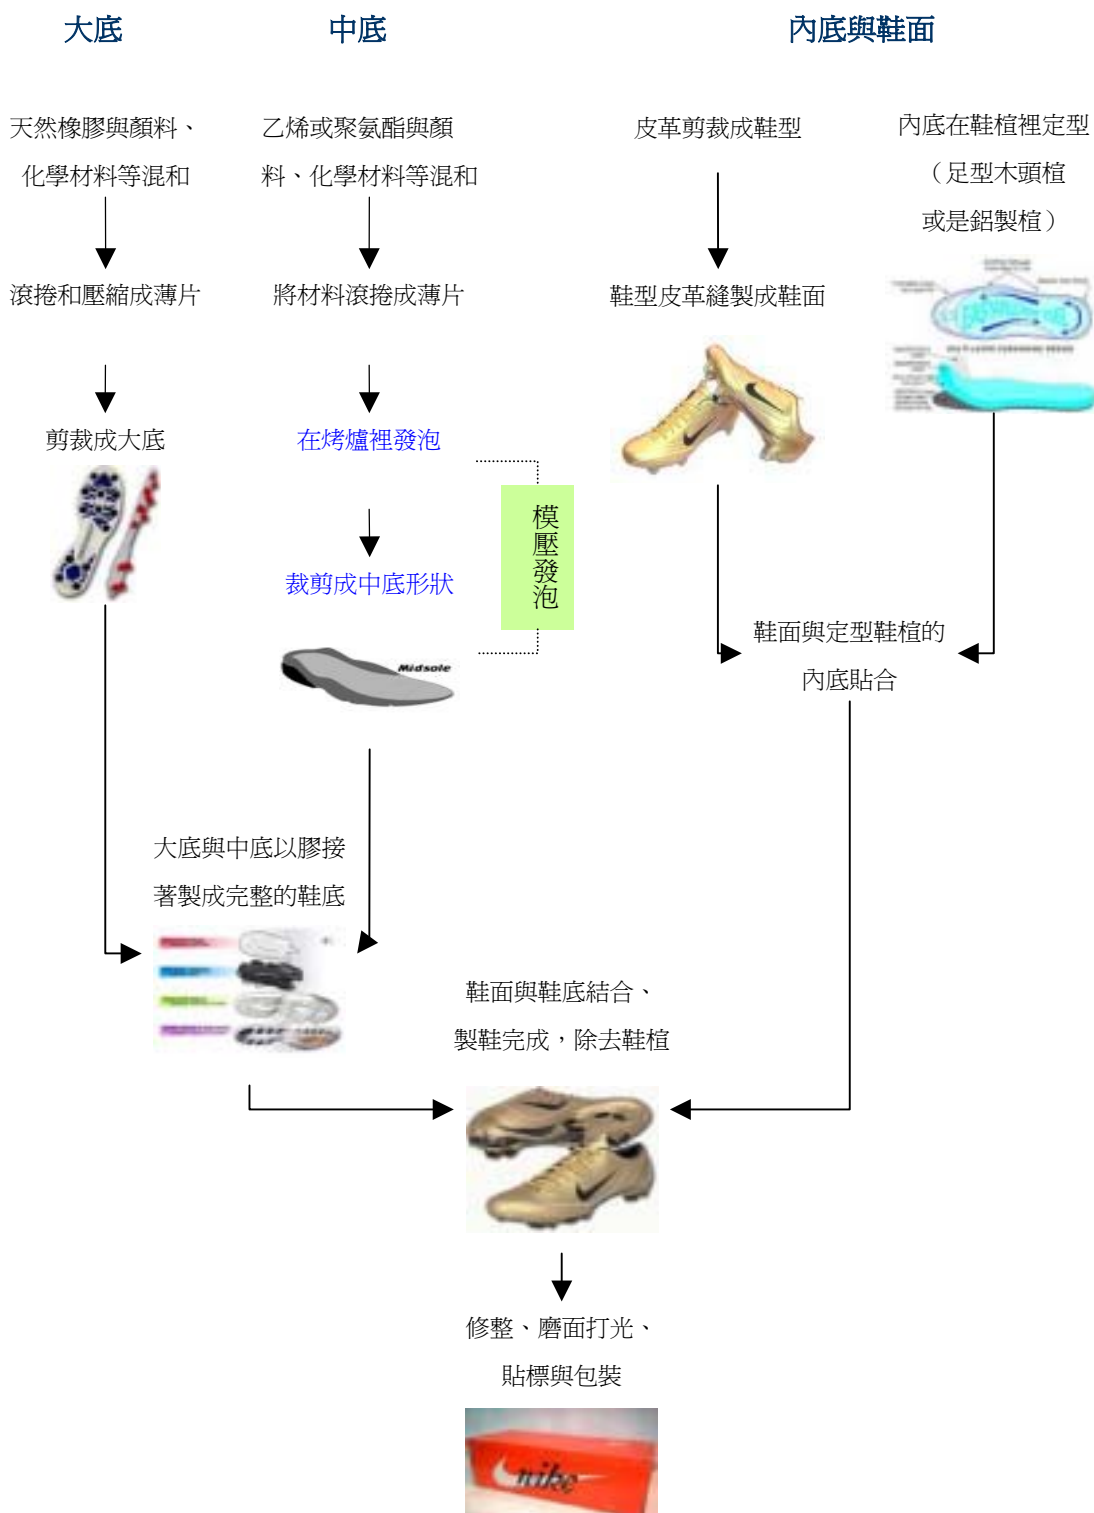 大底
中底
內底與鞋面
天然橡膠與顏料、
化學材料等混和
乙烯或聚氨酯與顏
料、化學材料等混和
皮革剪裁成鞋型
內底在鞋楦裡定型
（足型木頭楦
或是鋁製楦）
滾捲和壓縮成薄片
將材料滾捲成薄片
鞋型皮革縫製成鞋面
剪裁成大底
在烤爐裡發泡
模壓發泡
裁剪成中底形狀
Midsole
鞋面與定型鞋楦的
內底貼合
大底與中底以膠接
著製成完整的鞋底
鞋面與鞋底結合、
製鞋完成，除去鞋楦
修整、磨面打光、
貼標與包裝
nike